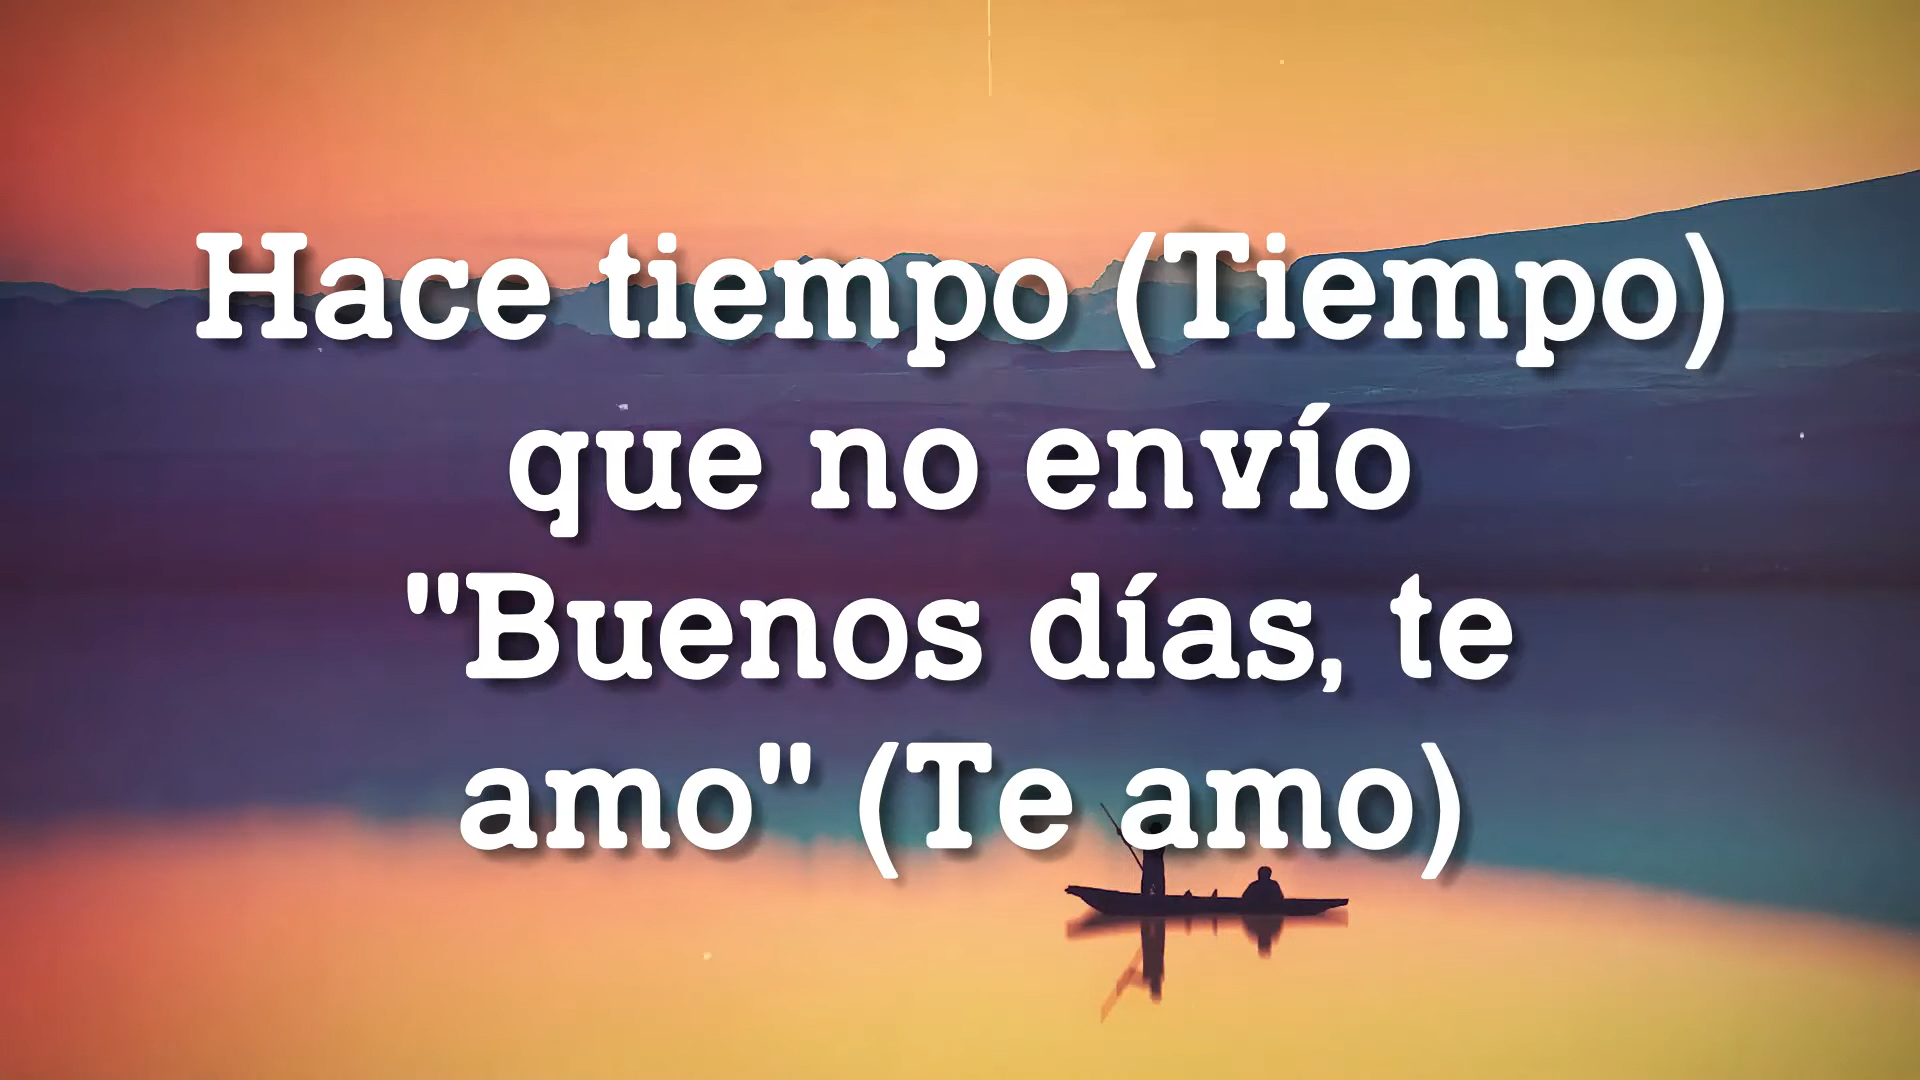 Hace tiempo (Tiempo)
que no envío
"Buenos días, te
amo" (Te amo)